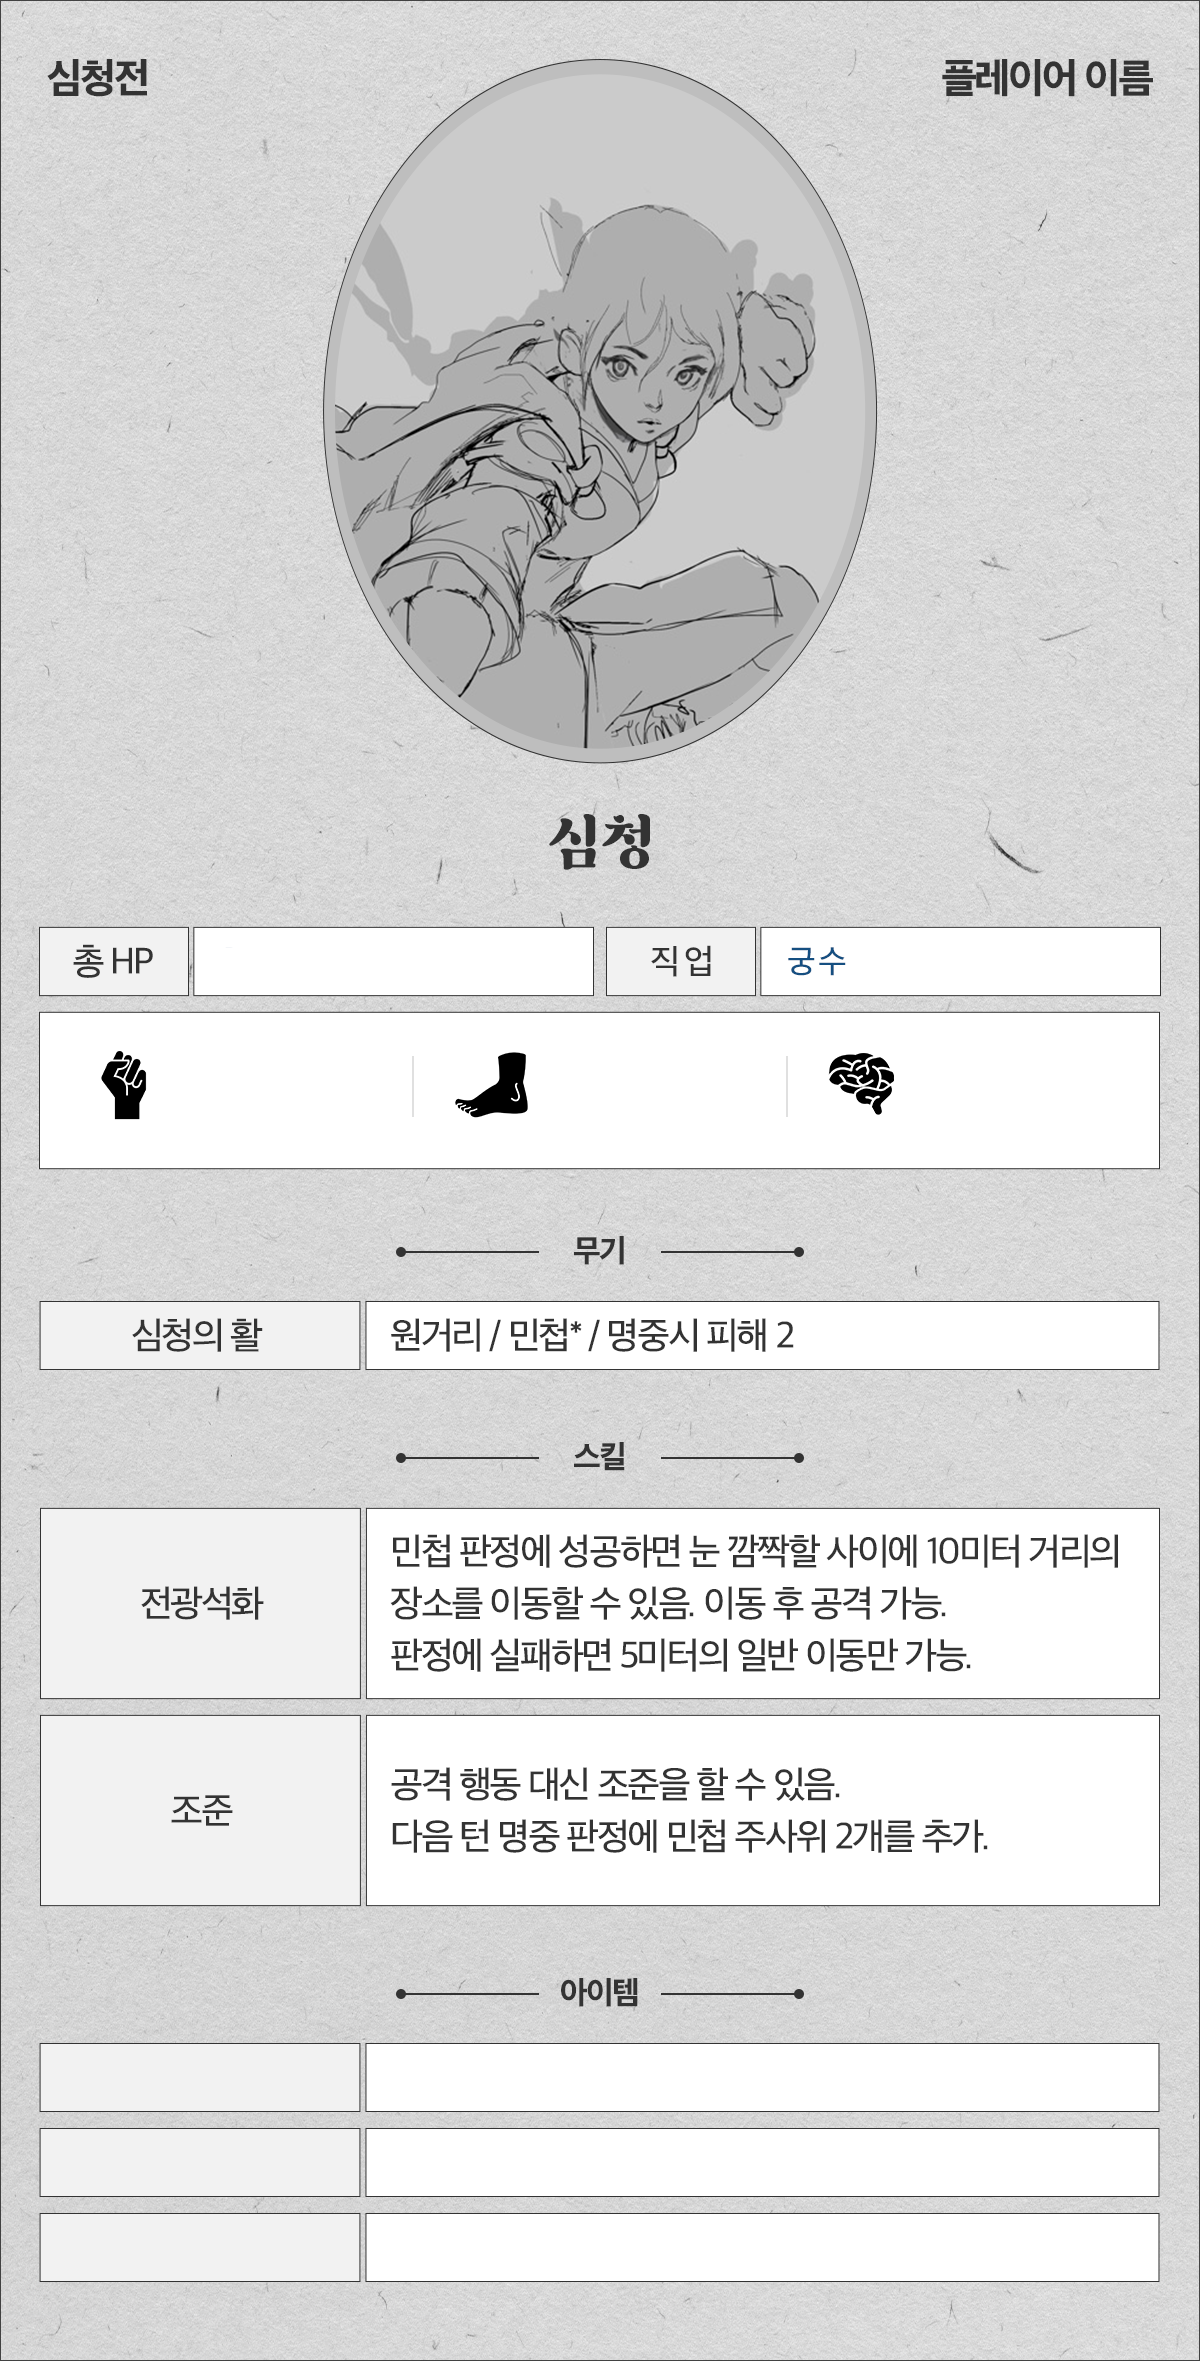 심청전
플레이어 이름
심청
총 HP
직업
궁수
무기
심청의 활
원거리 / 민첩* / 명중시 피해 2
스킬
전광석화
민첩 판정에 성공하면 눈 깜짝할 사이에 10미터 거리의
장소를 이동할 수 있음. 이동 후 공격 가능.
판정에 실패하면 5미터의 일반 이동만 가능.
조준
공격 행동 대신 조준을 할 수 있음.
다음 턴 명중 판정에 민첩 주사위 2개를 추가.
아이템